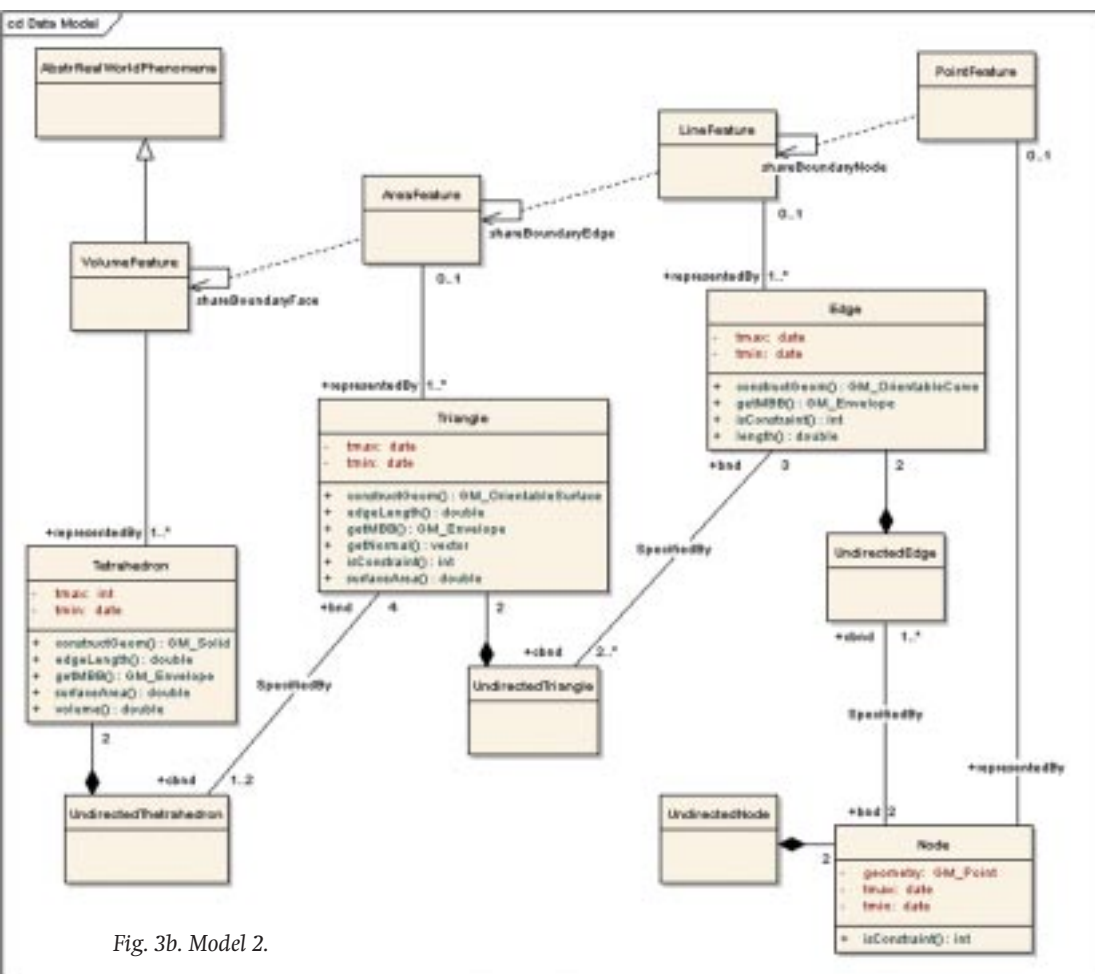 cd Data Model
AbstrRealWorldPhenomena
PointFeature
0..1
LineFeature
shareBoundaryNode
0..1
AreaFeature
shareBoundaryEdge
0..1
VolumeFeature
shareBoundaryFace
+representedBy 1..*
Edge
- tmax: date
- tmin: date
+ constructGeom() : GM_OrientableCurve
+ getMBB() : GM_Envelope
+ isConstraint() : int
+ length() : double
+bnd 3
2
+representedBy 1..*
Triangle
- tmax: date
- tmin: date
+ constructGeom() : GM_OrientableSurface
+ edgeLength() : double
+ getMBB() : GM_Envelope
+ getNormal() : vector
+ isConstraint() : int
+ surfaceArea() : double
+bnd 4
2
SpecifiedBy
UndirectedEdge
+cbnd 1..*
+representedBy 1..*
Tetrahedron
- tmax: int
- tmin: date
+ constructGeom() : GM_Solid
+ edgeLength() : double
+ getMBB() : GM_Envelope
+ surfaceArea() : double
+ volume() : double
2
SpecifiedBy
+cbnd 2..*
UndirectedTriangle
SpecifiedBy
+representedBy
+cbnd 1..2
UndirectedThetrahedron
UndirectedNode
2
+bnd 2
Node
- geometry: GM_Point
- tmax: date
- tmin: date
+ isConstraint() : int
Fig. 3b. Model 2.